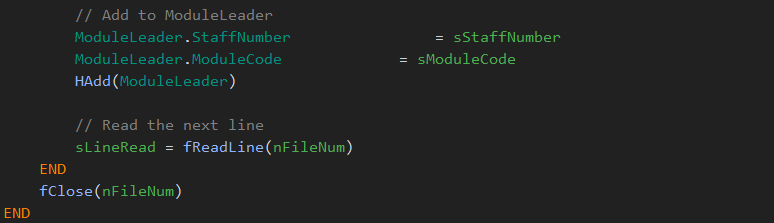 // Add to ModuleLeader
ModuleLeader.StaffNumber = sStaffNumber
ModuleLeader.ModuleCode = sModuleCode
HAdd(ModuleLeader)
// Read the next line
sLineRead = fReadLine(nFileNum)
END
fClose(nFileNum)
END